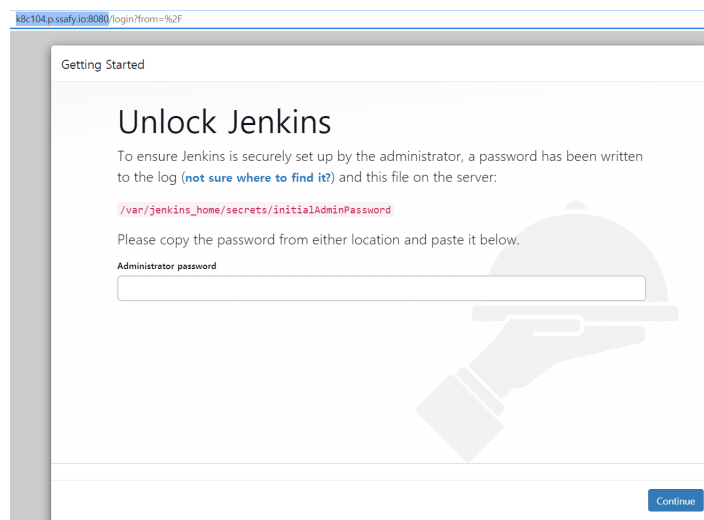 k8c104.p.ssafy.io:8080/login?from=%2F
Getting Started
Unlock Jenkins
To ensure Jenkins is securely set up by the administrator, a password has been written
to the log (not sure where to find it?) and this file on the server:
/var/jenkins_home/secrets/initialAdminPassword
Please copy the password from either location and paste it below.
Administrator password
Continue